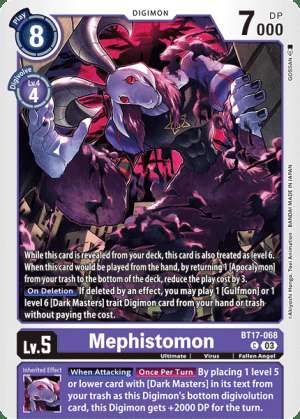 DIGIMON
Play
8
7000
DP
Digivolve
Lv.4
4
GOSSAN
©Akiyoshi Hongo, Toei Animation BANDAI MADE IN JAPAN
While this card is revealed from your deck, this card is also treated as level 6.
When this card would be played from the hand, by returning 1 [Apocalymon]
from your trash to the bottom of the deck, reduce the play cost by 3.
On Deletion If deleted by an effect, you may play 1 [Gulfmon] or 1
level 6 [Dark Masters] trait Digimon card from your hand or trash
without paying the cost.
Lv.5
Mephistomon
BT17-068
C 03
Ultimate Virus Fallen Angel
Inherited Effect
When Attacking Once Per Turn By placing 1 level 5
or lower card with [Dark Masters] in its text from
your trash as this Digimon's bottom digivolution
card, this Digimon gets +2000 DP for the turn.